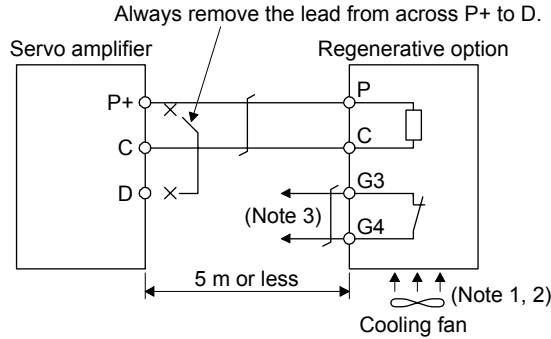 Always remove the lead from across P+ to D.
Servo amplifier
Regenerative option
P+
P
C
C
D
G3
(Note 3)
G4
5 m or less
(Note 1, 2)
Cooling fan